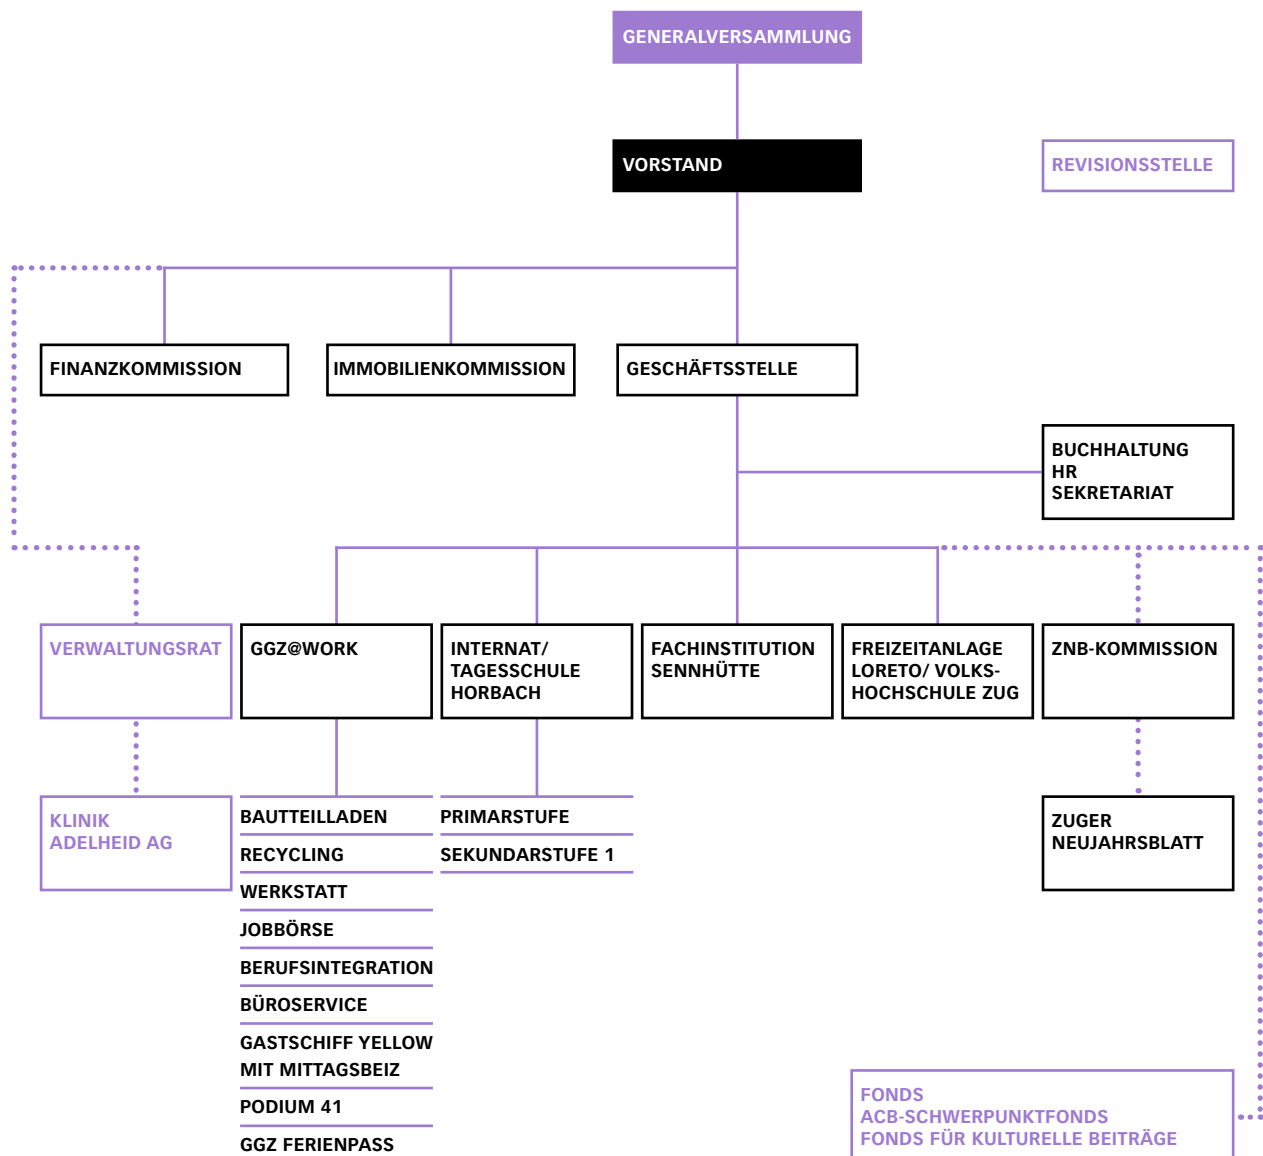 GENERALVERSAMMLUNG
VORSTAND
REVISIONSSTELLE
FINANZKOMMISSION
IMMOBILIENKOMMISSION
GESCHÄFTSSTELLE
BUCHHALTUNG
HR
SEKRETARIAT
VERWALTUNGSRAT
GGZ@WORK
INTERNAT/
TAGESSCHULE
HORBACH
FACHINSTITUTION
SENNHÜTTE
FREIZEITANLAGE
LORETO/ VOLKS-
HOCHSCHULE ZUG
ZNB-KOMMISSION
KLINIK
ADELHEID AG
BAUTTEILLADEN
RECYCLING
WERKSTATT
JOBBÖRSE
BERUFSINTEGRATION
BÜROSERVICE
GASTSCHIFF YELLOW
MIT MITTAGSBEIZ
PODIUM 41
GGZ FERIENPASS
PRIMARSTUFE
SEKUNDARSTUFE 1
ZUGER
NEUJAHRSBLATT
FONDS
ACB-SCHWERPUNKTFONDS
FONDS FÜR KULTURELLE BEITRÄGE